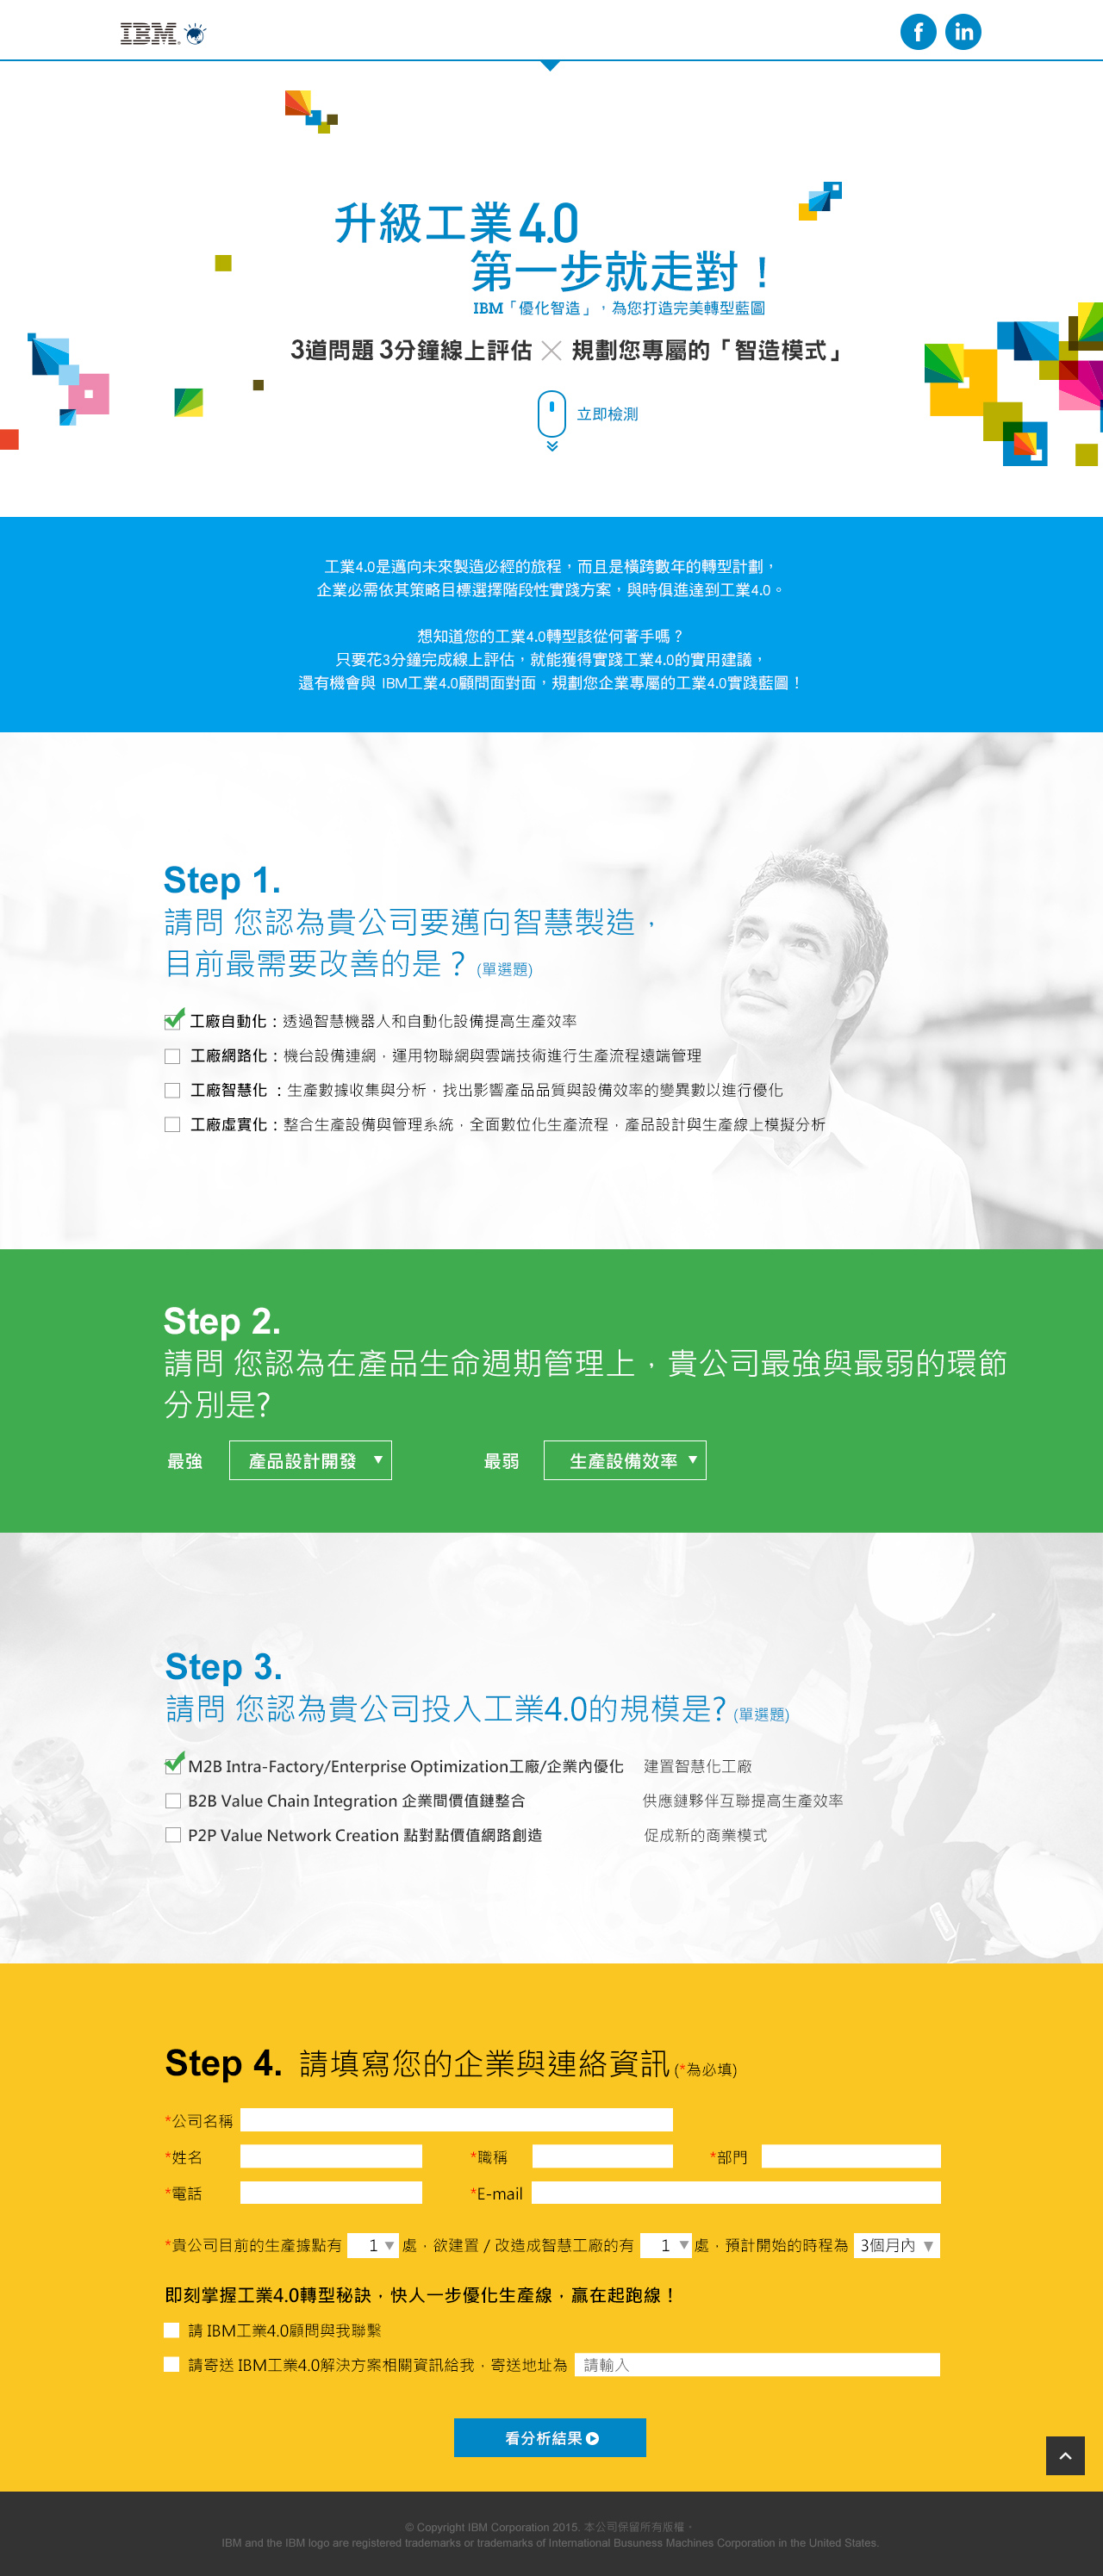 IBM
升級工業4.0
第一步就走對！
IBM「優化智造」，為您打造完美轉型藍圖
3道問題 3分鐘線上評估 × 規劃您專屬的「智造模式」
立即檢測
工業4.0是邁向未來製造必經的旅程，而且是橫跨數年的轉型計劃，
企業必需依其策略目標選擇階段性實踐方案，與時俱進達到工業4.0。
想知道您的工業4.0轉型該從何著手嗎？
只要花3分鐘完成線上評估，就能獲得實踐工業4.0的實用建議，
還有機會與 IBM工業4.0顧問面對面，規劃您企業專屬的工業4.0實踐藍圖！
Step 1.
請問 您認為貴公司要邁向智慧製造，
目前最需要改善的是？(單選題)
工廠自動化：透過智慧機器人和自動化設備提高生產效率
工廠網路化：機台設備連網，運用物聯網與雲端技術進行生產流程遠端管理
工廠智慧化 ：生產數據收集與分析，找出影響產品品質與設備效率的變異數以進行優化
工廠虛實化：整合生產設備與管理系統，全面數位化生產流程，產品設計與生產線上模擬分析
Step 2.
請問 您認為在產品生命週期管理上，貴公司最強與最弱的環節
分別是?
最強 產品設計開發 ▼ 最弱 生產設備效率 ▼
Step 3.
請問 您認為貴公司投入工業4.0的規模是? (單選題)
M2B Intra-Factory/Enterprise Optimization工廠/企業內優化 建置智慧化工廠
B2B Value Chain Integration 企業間價值鏈整合 供應鏈夥伴互聯提高生產效率
P2P Value Network Creation 點對點價值網路創造 促成新的商業模式
Step 4. 請填寫您的企業與連絡資訊 (*為必填)
*公司名稱
*姓名 *職稱 *部門
*電話 *E-mail
*貴公司目前的生產據點有 1 ▼ 處，欲建置 / 改造成智慧工廠的有 1 ▼ 處，預計開始的時程為 3個月內 ▼
即刻掌握工業4.0轉型秘訣，快人一步優化生產線，贏在起跑線！
請 IBM工業4.0顧問與我聯繫
請寄送 IBM工業4.0解決方案相關資訊給我，寄送地址為 請輸入
看分析結果
© Copyright IBM Corporation 2015. 本公司保留所有版權。
IBM and the IBM logo are registered trademarks or trademarks of International Busuness Machines Corporation in the United States.